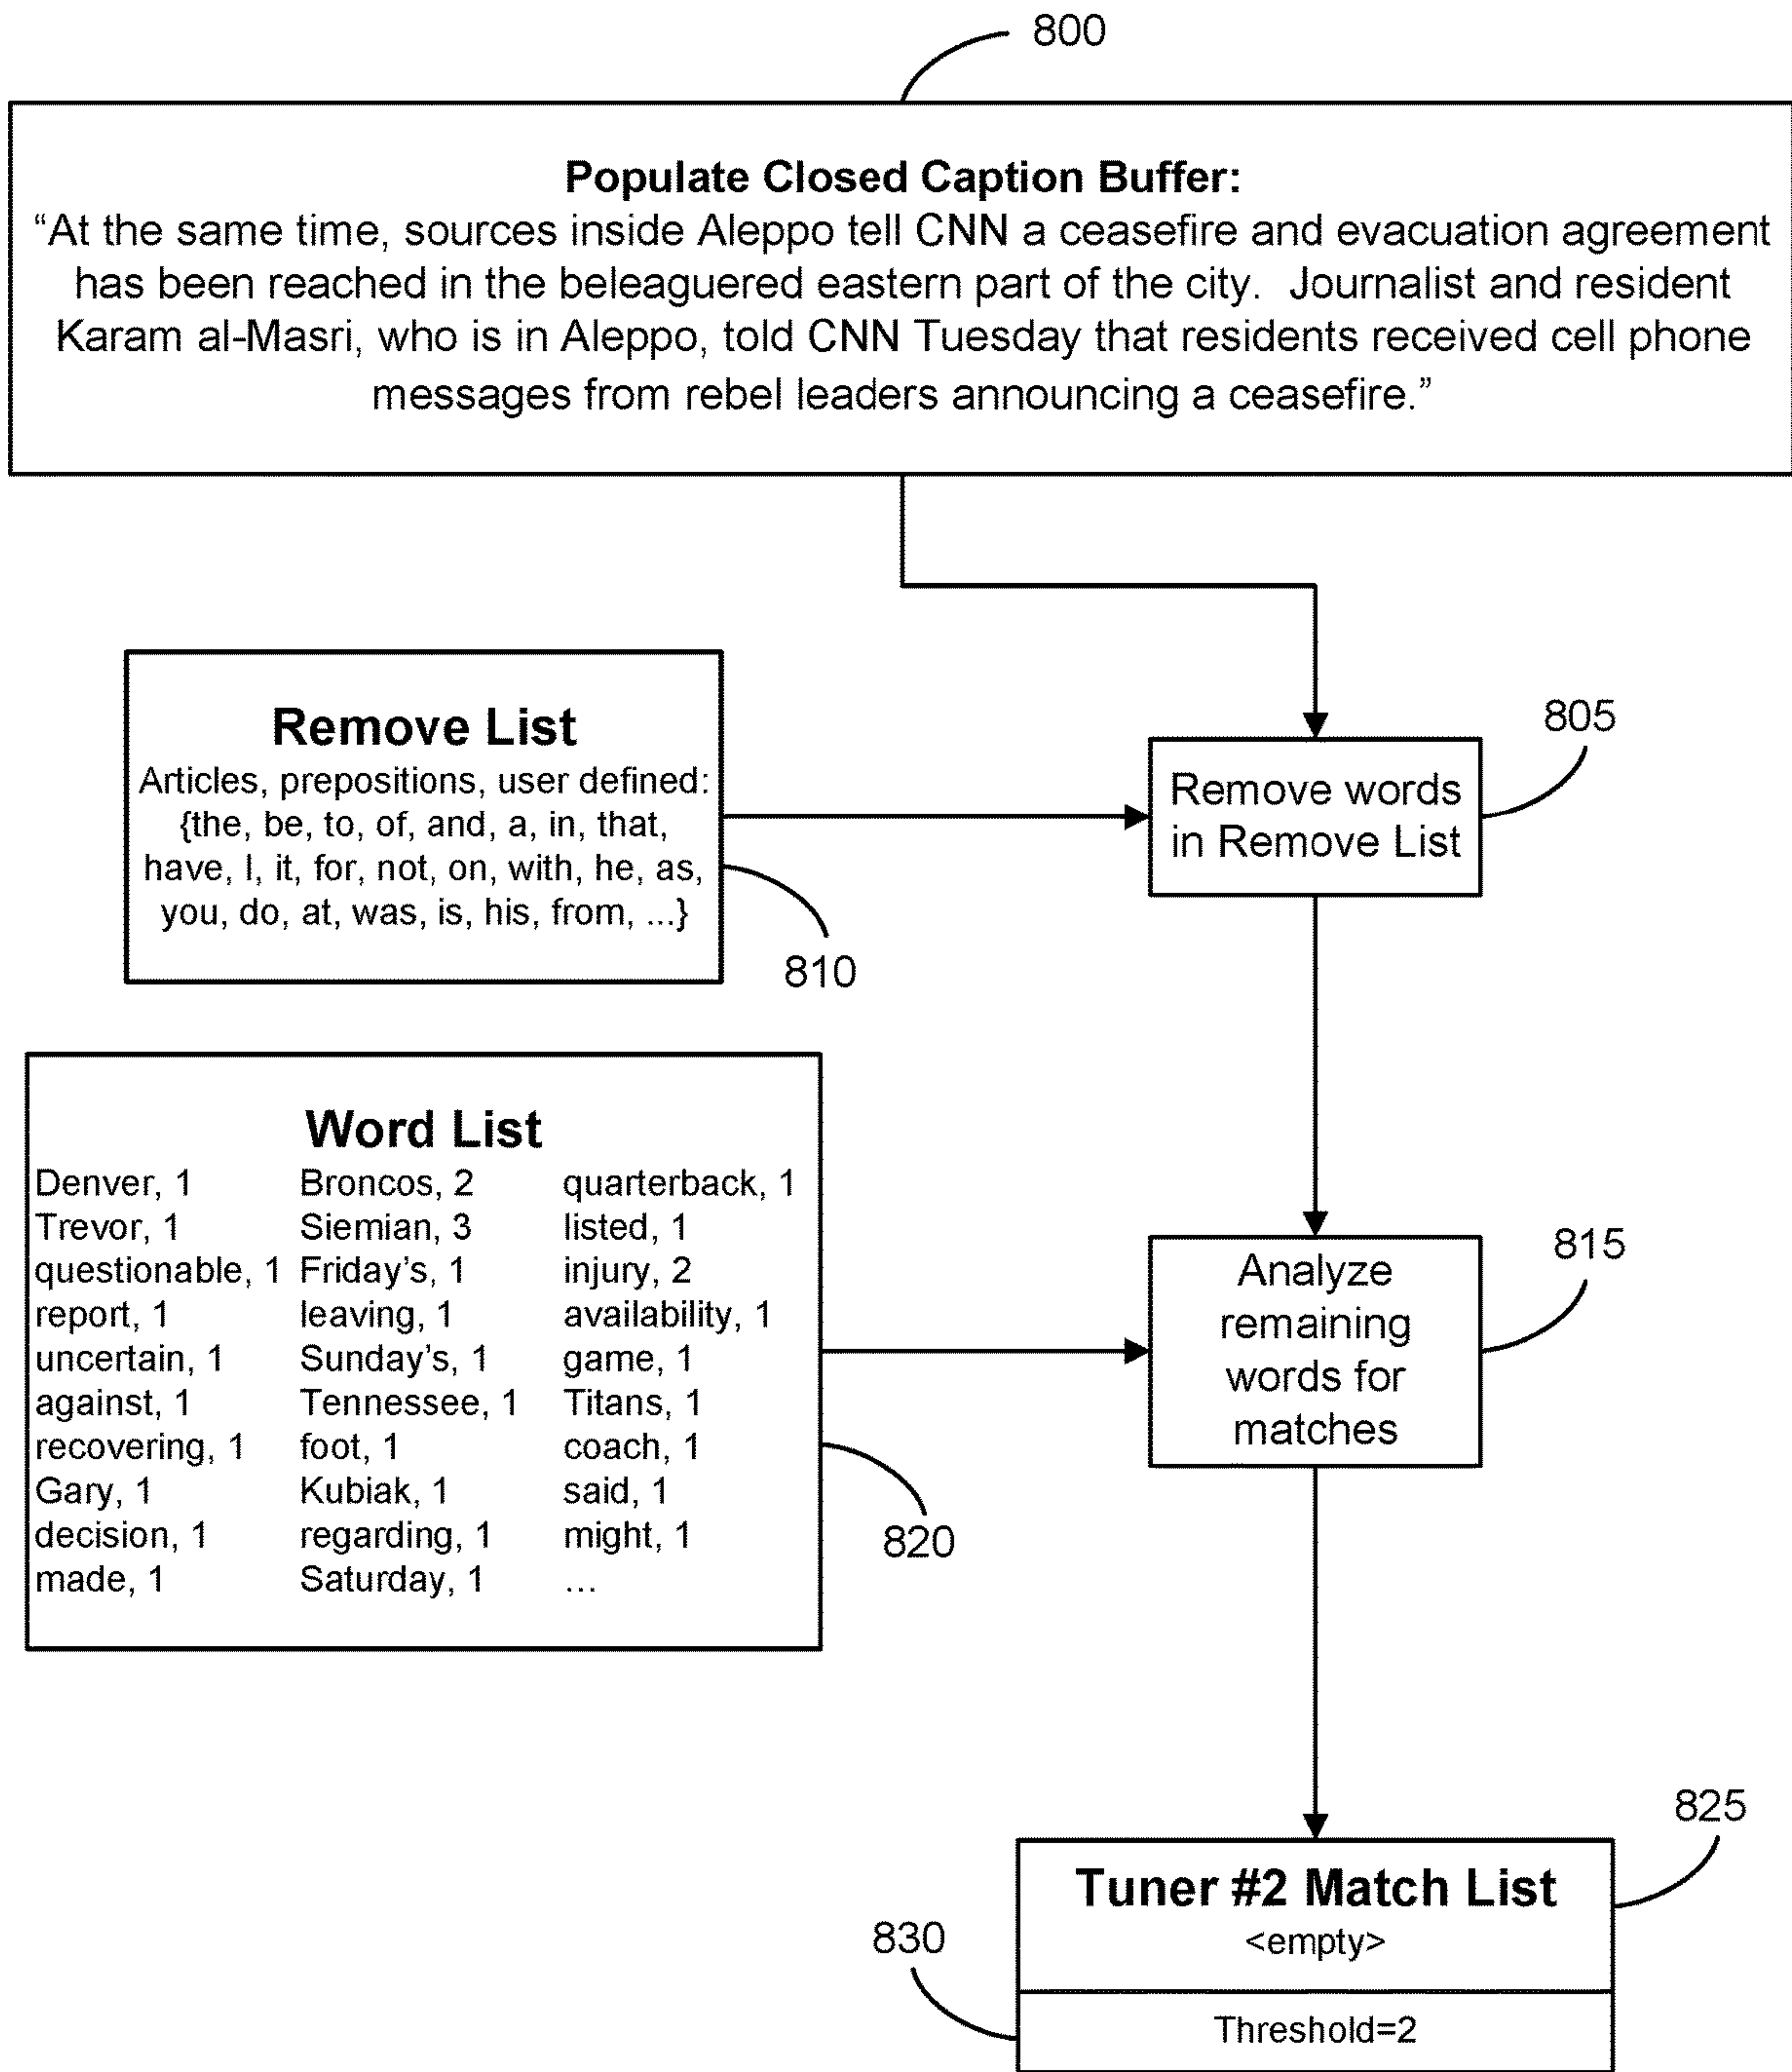 800
Populate Closed Caption Buffer:
“At the same time, sources inside Aleppo tell CNN a ceasefire and evacuation agreement
has been reached in the beleaguered eastern part of the city.  Journalist and resident
Karam al-Masri, who is in Aleppo, told CNN Tuesday that residents received cell phone
messages from rebel leaders announcing a ceasefire.”
Remove List
Articles, prepositions, user defined:
{the, be, to, of, and, a, in, that,
have, I, it, for, not, on, with, he, as,
you, do, at, was, is, his, from, ...}
810
805
Remove words
in Remove List
Word List
Denver, 1 Broncos, 2 quarterback, 1
Trevor, 1 Siemian, 3 listed, 1
questionable, 1 Friday’s, 1 injury, 2
report, 1 leaving, 1 availability, 1
uncertain, 1 Sunday’s, 1 game, 1
against, 1 Tennessee, 1 Titans, 1
recovering, 1 foot, 1 coach, 1
Gary, 1 Kubiak, 1 said, 1
decision, 1 regarding, 1 might, 1
made, 1 Saturday, 1 ...
820
815
Analyze
remaining
words for
matches
825
Tuner #2 Match List
<empty>
830
Threshold=2